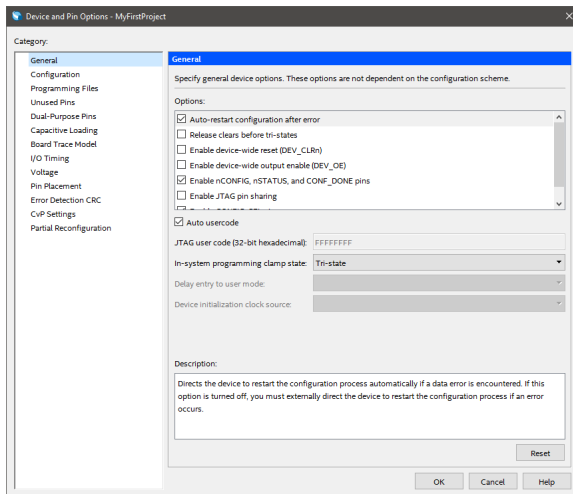 Device and Pin Options - MyFirstProject
Category:
General
Configuration
Programming Files
Unused Pins
Dual-Purpose Pins
Capacitive Loading
Board Trace Model
I/O Timing
Voltage
Pin Placement
Error Detection CRC
CvP Settings
Partial Reconfiguration
General
Specify general device options. These options are not dependent on the configuration scheme.
Options:
Auto-restart configuration after error
Release clears before tri-states
Enable device-wide reset (DEV_CLRn)
Enable device-wide output enable (DEV_OE)
Enable nCONFIG, nSTATUS, and CONF_DONE pins
Enable JTAG pin sharing
Auto usercode
JTAG user code (32-bit hexadecimal): FFFFFFFF
In-system programming clamp state: Tri-state
Delay entry to user mode:
Device initialization clock source:
Description:
Directs the device to restart the configuration process automatically if a data error is encountered. If this
option is turned off, you must externally direct the device to restart the configuration process if an error
occurs.
Reset
OK Cancel Help